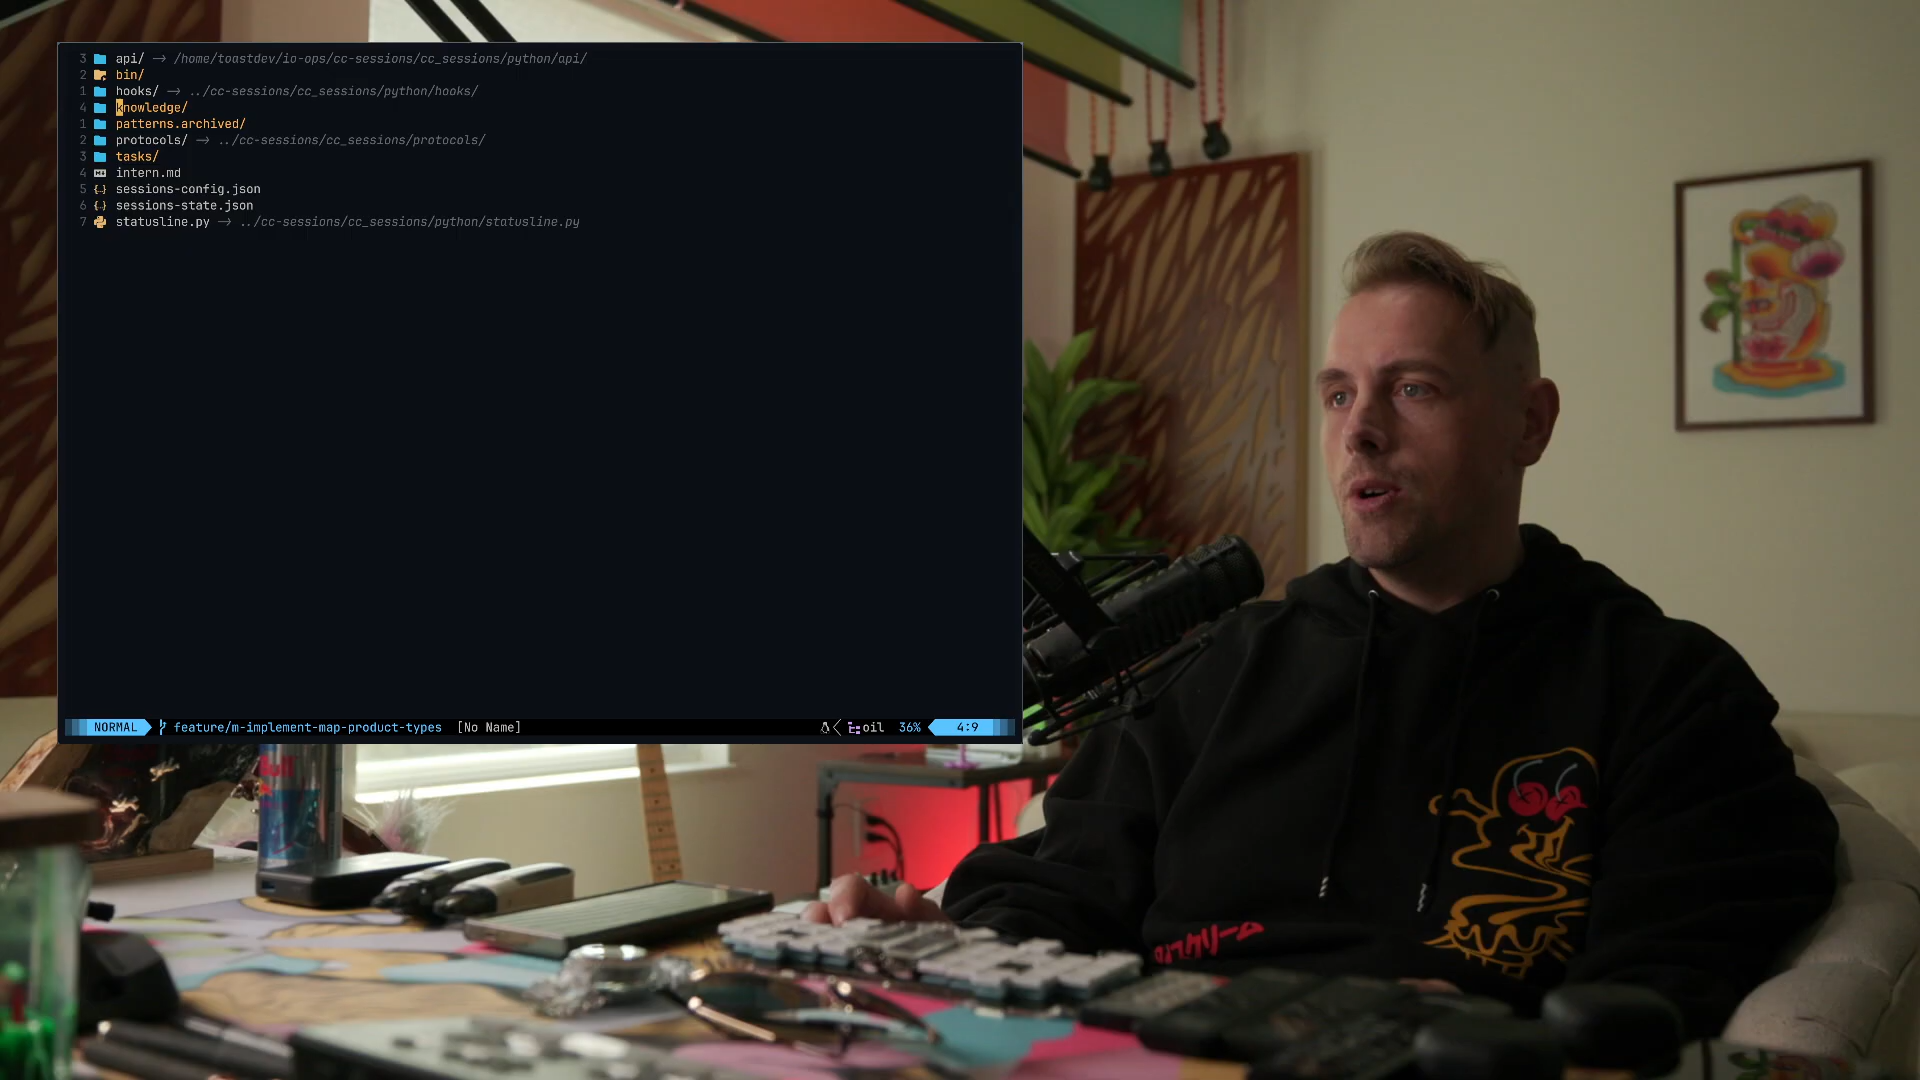 3 api/ → /home/toastdev/io-ops/cc-sessions/cc_sessions/python/api/
2 bin/
1 hooks/ → ../cc-sessions/cc_sessions/python/hooks/
4 knowledge/
1 patterns.archived/
2 protocols/ → ../cc-sessions/cc_sessions/protocols/
3 tasks/
4 intern.md
5 {.} sessions-config.json
6 {.} sessions-state.json
7 statusline.py → ../cc-sessions/cc_sessions/python/statusline.py
NORMAL feature/m-implement-map-product-types [No Name] oil 36% 4:9
Bull